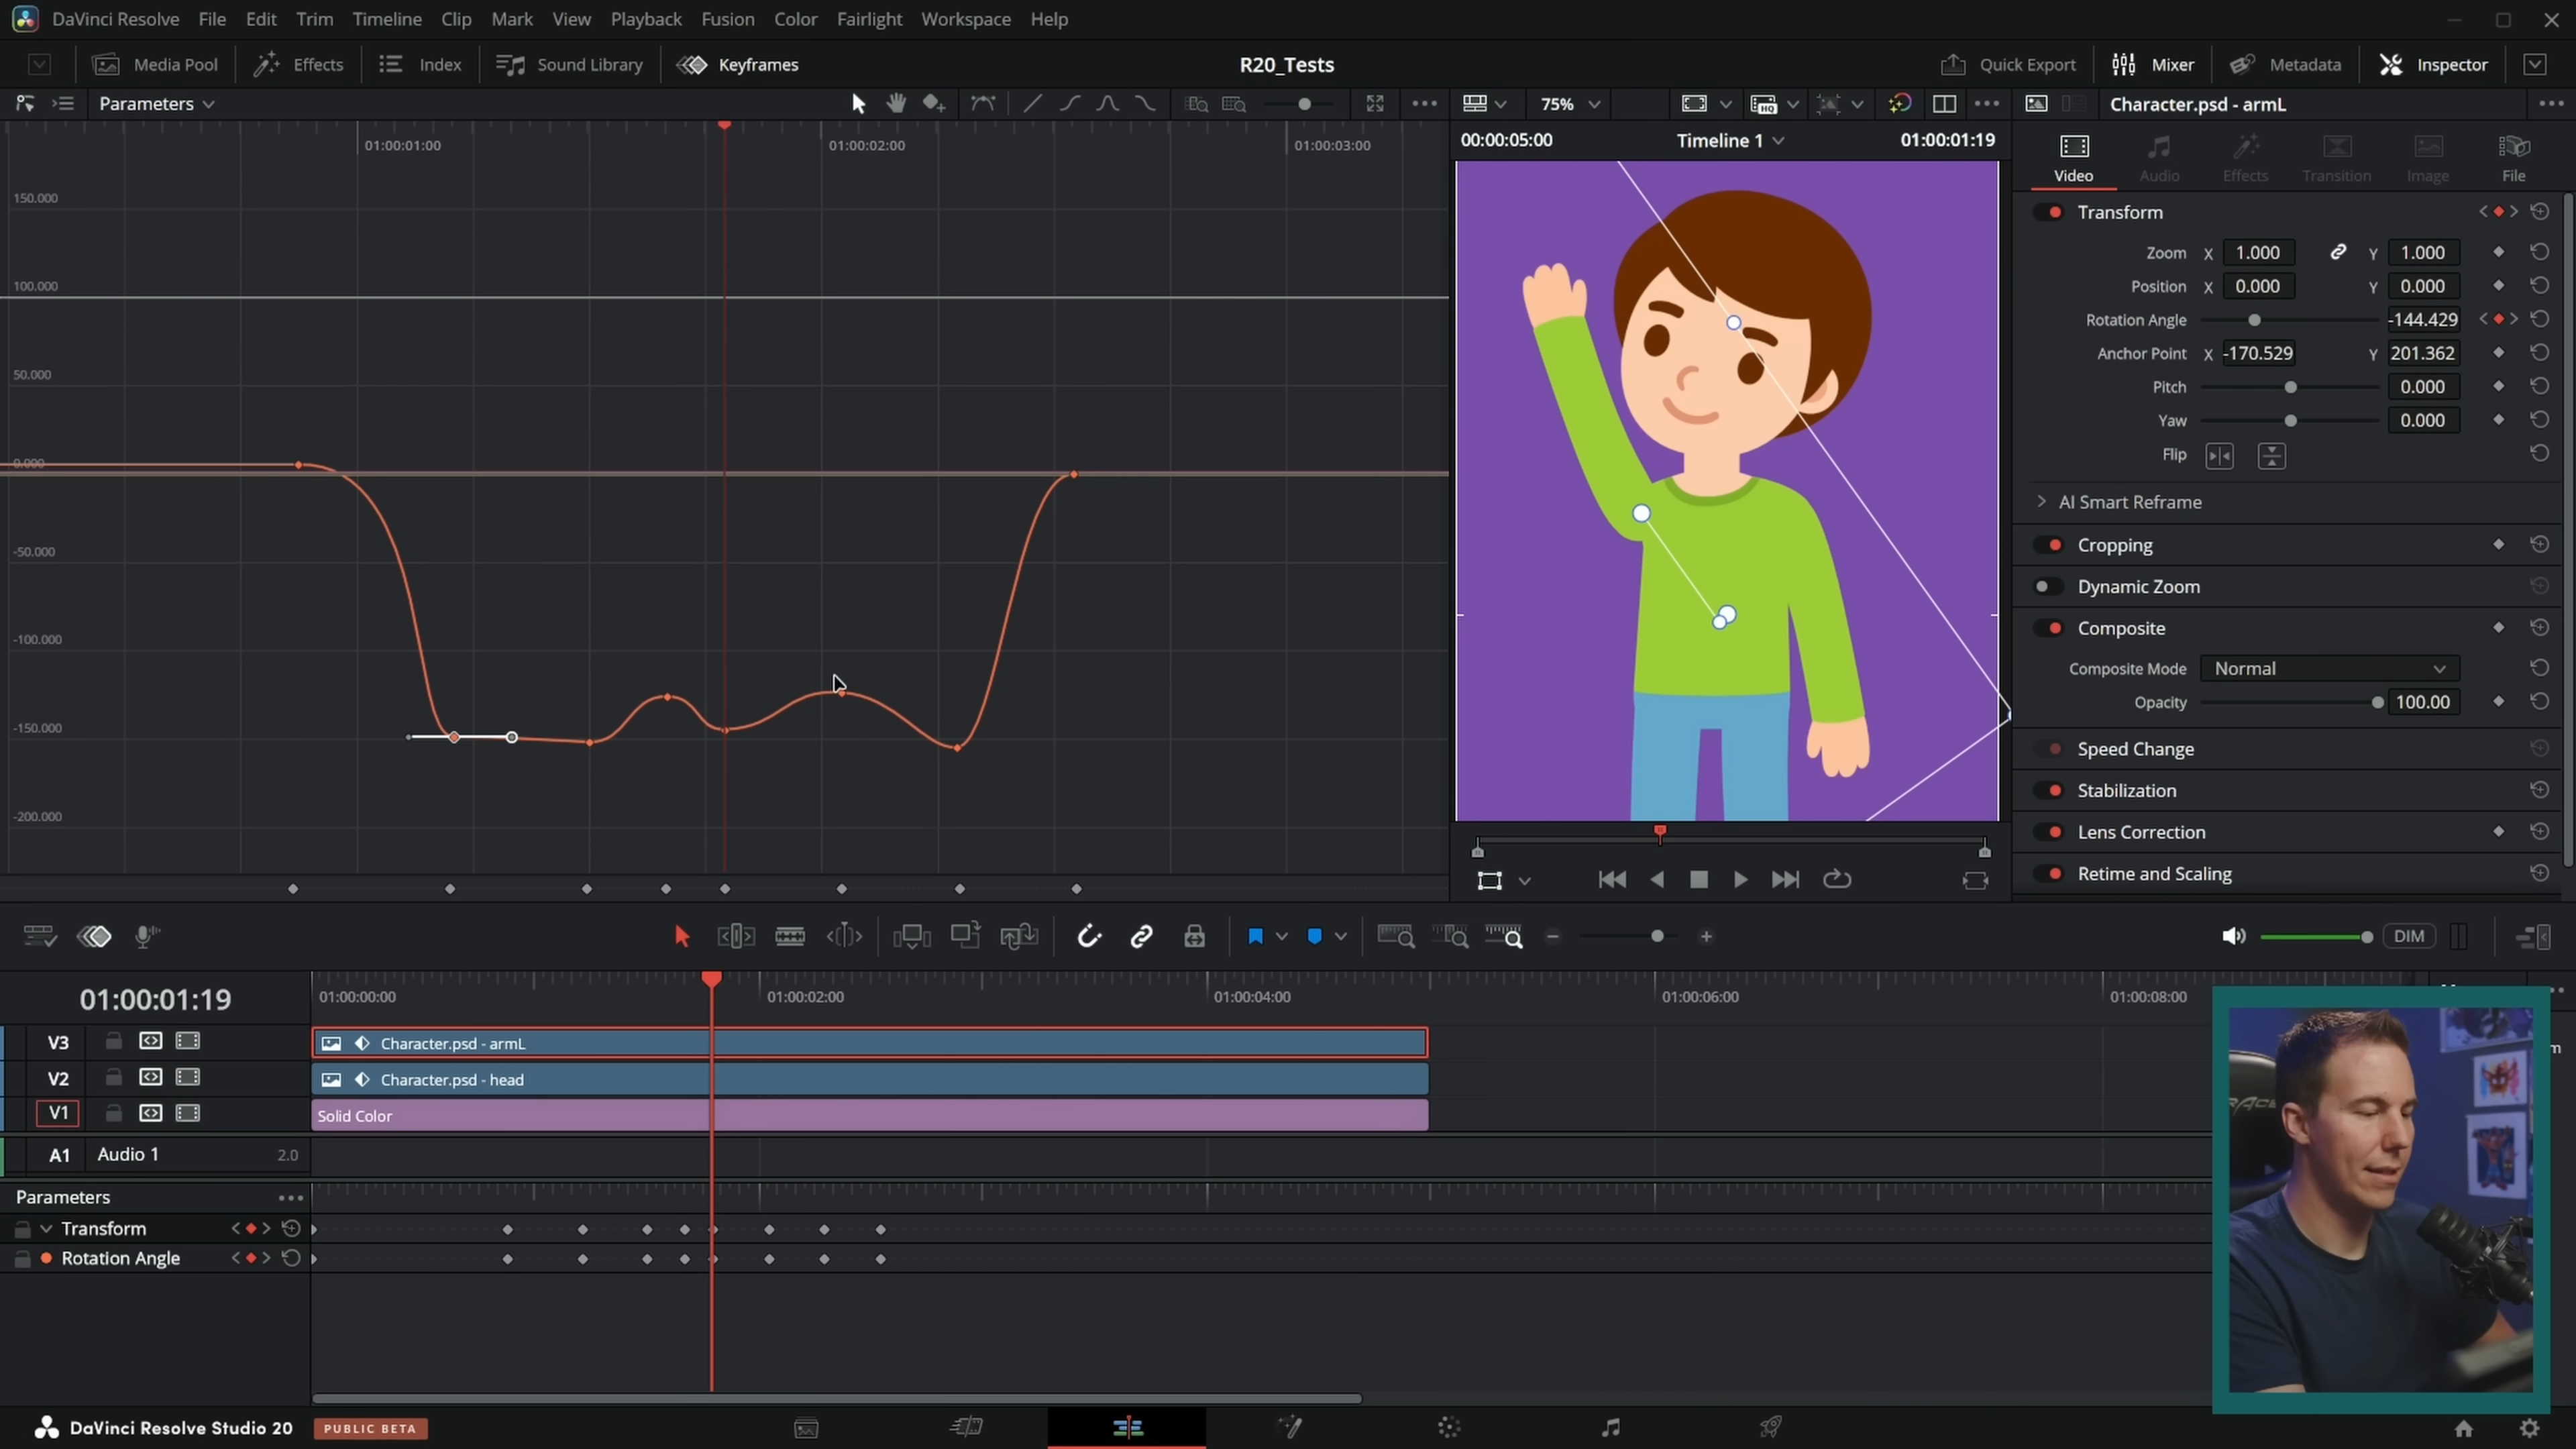 DaVinci Resolve File Edit Trim Timeline Clip Mark View Playback Fusion Color Fairlight Workspace Help
Media Pool Effects Index Sound Library Keyframes R20_Tests Quick Export Mixer Metadata Inspector
Parameters 75% Character.psd - armL
01:00:01:00 01:00:02:00 01:00:03:00
00:00:05:00 Timeline 1 01:00:01:19
Video Audio Effects Transition Image File
150.000
100.000
50.000
0.000
-50.000
-100.000
-150.000
-200.000
Transform
Zoom X 1.000 Y 1.000
Position X 0.000 Y 0.000
Rotation Angle -144.429
Anchor Point X -170.529 Y 201.362
Pitch 0.000
Yaw 0.000
Flip
AI Smart Reframe
Cropping
Dynamic Zoom
Composite
Composite Mode Normal
Opacity 100.00
Speed Change
Stabilization
Lens Correction
Retime and Scaling
DIM
01:00:01:19 01:00:00:00 01:00:02:00 01:00:04:00 01:00:06:00 01:00:08:00
V3 Character.psd - armL
V2 Character.psd - head
V1 Solid Color
A1 Audio 1 2.0
Parameters
Transform
Rotation Angle
DaVinci Resolve Studio 20 PUBLIC BETA